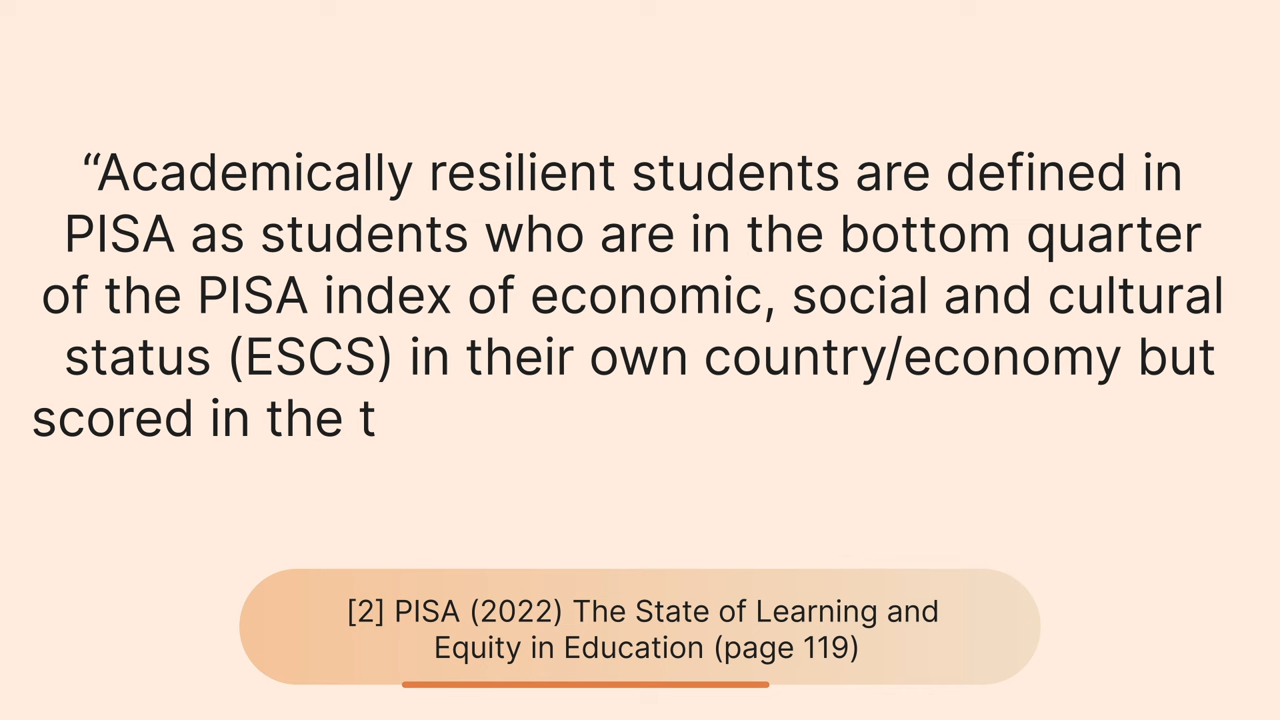 “Academically resilient students are defined in
PISA as students who are in the bottom quarter
of the PISA index of economic, social and cultural
status (ESCS) in their own country/economy but
scored in the t
[2] PISA (2022) The State of Learning and
Equity in Education (page 119)